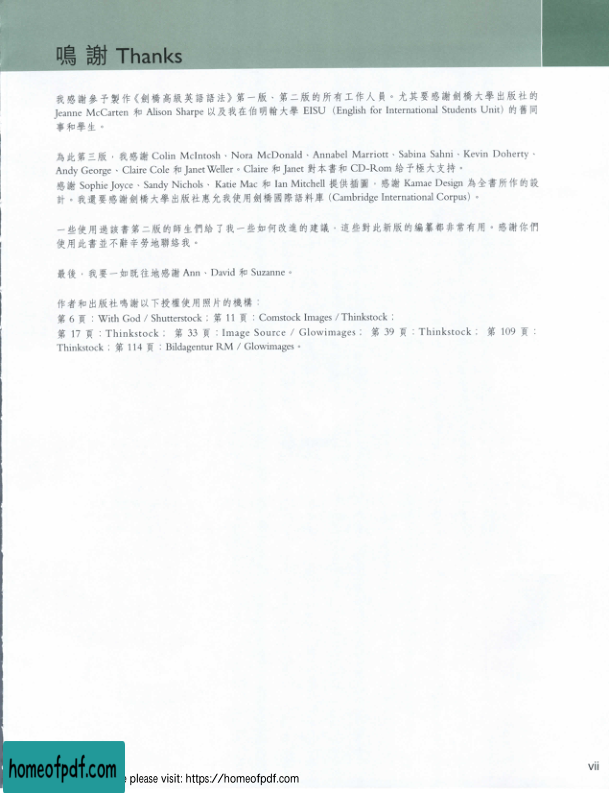 鳴 謝 Thanks
我感謝參予製作《劍橋高級英語語法》第一版、第二版的所有工作人員。尤其要感謝劍橋大學出版社的
Jeanne McCarten 和 Alison Sharpe 以及我在伯明翰大學 EISU (English for International Students Unit) 的舊同
事和學生。
為此第三版，我感謝 Colin McIntosh、Nora McDonald、Annabel Marriott、Sabina Sahni、Kevin Doherty、
Andy George、Claire Cole 和 Janet Weller。Claire 和 Janet 對本書和 CD-Rom 給予極大支持。
感謝 Sophie Joyce、Sandy Nichols、Katie Mac 和 Ian Mitchell 提供插圖，感謝 Kamae Design 為全書所作的設
計。我還要感謝劍橋大學出版社惠允我使用劍橋國際語料庫 (Cambridge International Corpus)。
一些使用過該書第二版的師生們給了我一些如何改進的建議，這些對此新版的編纂都非常有用。感謝你們
使用此書並不辭辛勞地聯絡我。
最後，我要一如既往地感謝 Ann、David 和 Suzanne。
作者和出版社鳴謝以下授權使用照片的機構：
第 6 頁：With God / Shutterstock；第 11 頁：Comstock Images / Thinkstock；
第 17 頁：Thinkstock；第 33 頁：Image Source / Glowimages；第 39 頁：Thinkstock；第 109 頁：
Thinkstock；第 114 頁：Bildagentur RM / Glowimages。
vii
homeofpdf.com
e please visit: https://homeofpdf.com